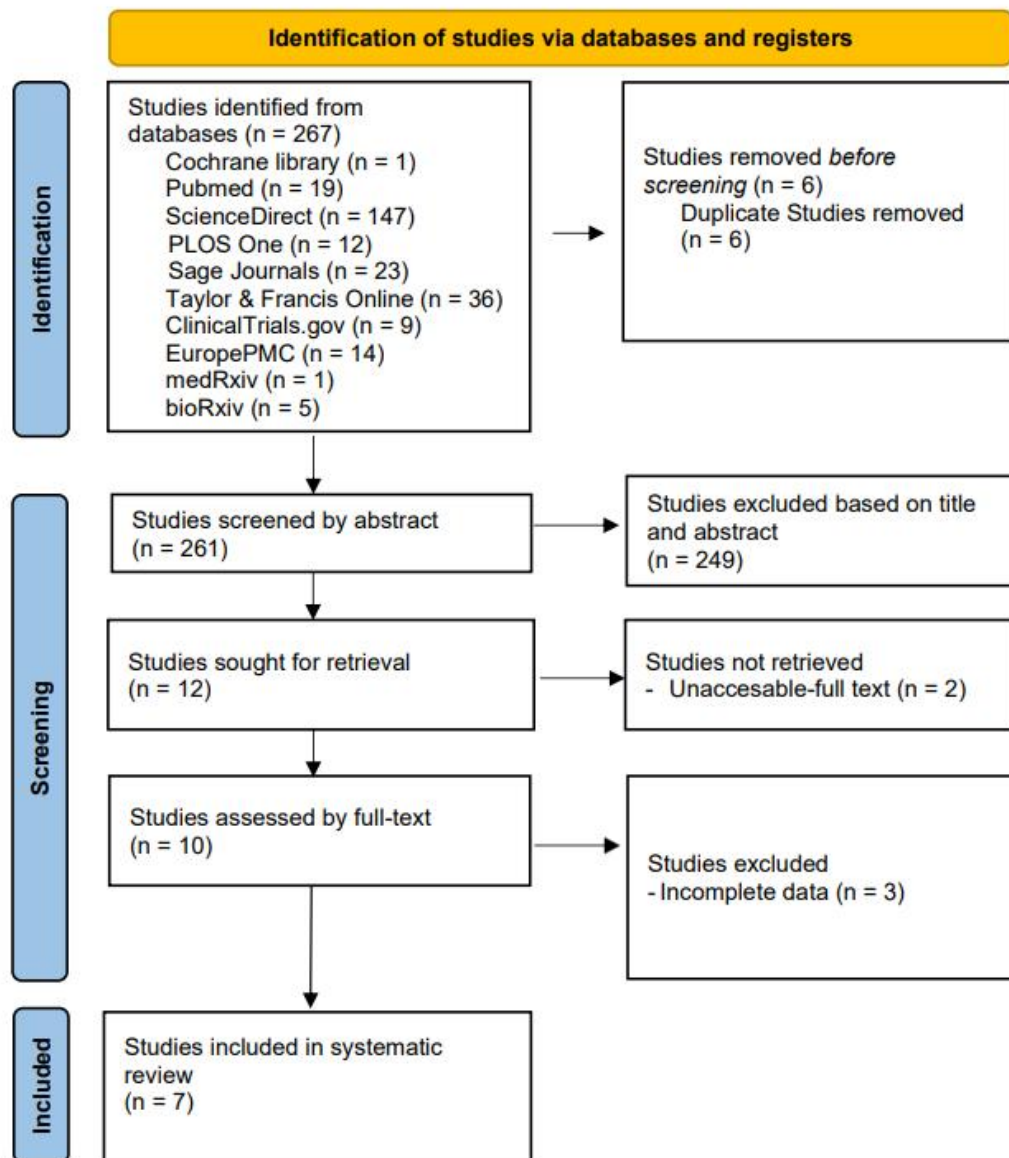 Identification of studies via databases and registers
Identification
Studies identified from
databases (n = 267)
Cochrane library (n = 1)
Pubmed (n = 19)
ScienceDirect (n = 147)
PLOS One (n = 12)
Sage Journals (n = 23)
Taylor & Francis Online (n = 36)
ClinicalTrials.gov (n = 9)
EuropePMC (n = 14)
medRxiv (n = 1)
bioRxiv (n = 5)
Studies removed before
screening (n = 6)
Duplicate Studies removed
(n = 6)
Screening
Studies screened by abstract
(n = 261)
Studies excluded based on title
and abstract
(n = 249)
Studies sought for retrieval
(n = 12)
Studies not retrieved
- Unaccesable-full text (n = 2)
Studies assessed by full-text
(n = 10)
Studies excluded
- Incomplete data (n = 3)
Included
Studies included in systematic
review
(n = 7)